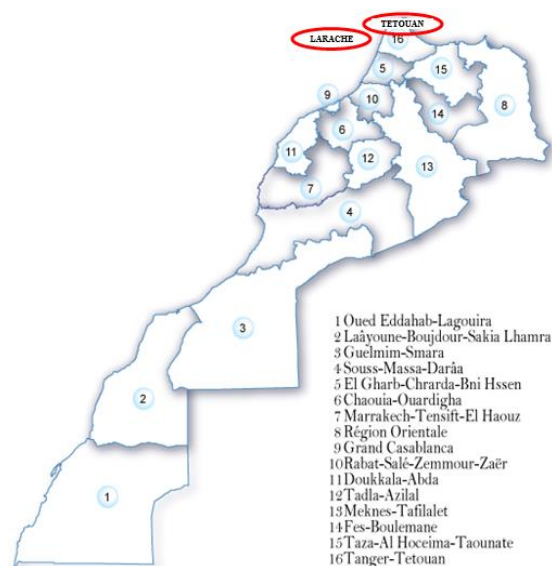 TETOÜAN
LARACHE
16
5
15
9
10
8
14
6
11
12
13
7
4
3
2
1
1 Oued Eddahab-Lagouira
2 Laâyoune-Boujdour-Sakia Lhamra
3 Guelmim-Smara
4 Souss-Massa-Darâa
5 El Gharb-Chrarda-Bni Hssen
6 Chaouia-Ouardigha
7 Marrakech-Tensift-El Haouz
8 Région Orientale
9 Grand Casablanca
10 Rabat-Salé-Zemmour-Zaër
11 Doukkala-Abda
12 Tadla-Azilal
13 Meknes-Tafilalet
14 Fes-Boulemane
15 Taza-Al Hoceima-Taounate
16 Tanger-Tetouan